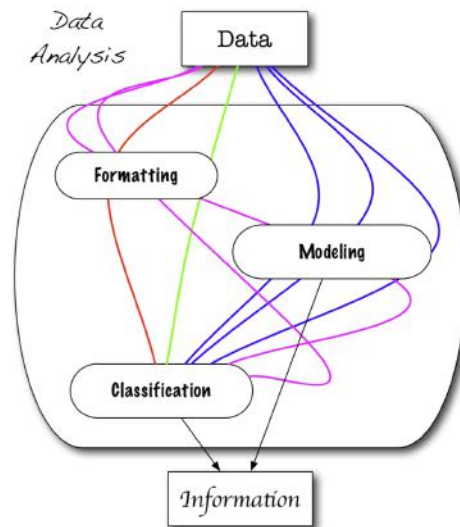 Data
Analysis
Data
Formatting
Modeling
Classification
Information